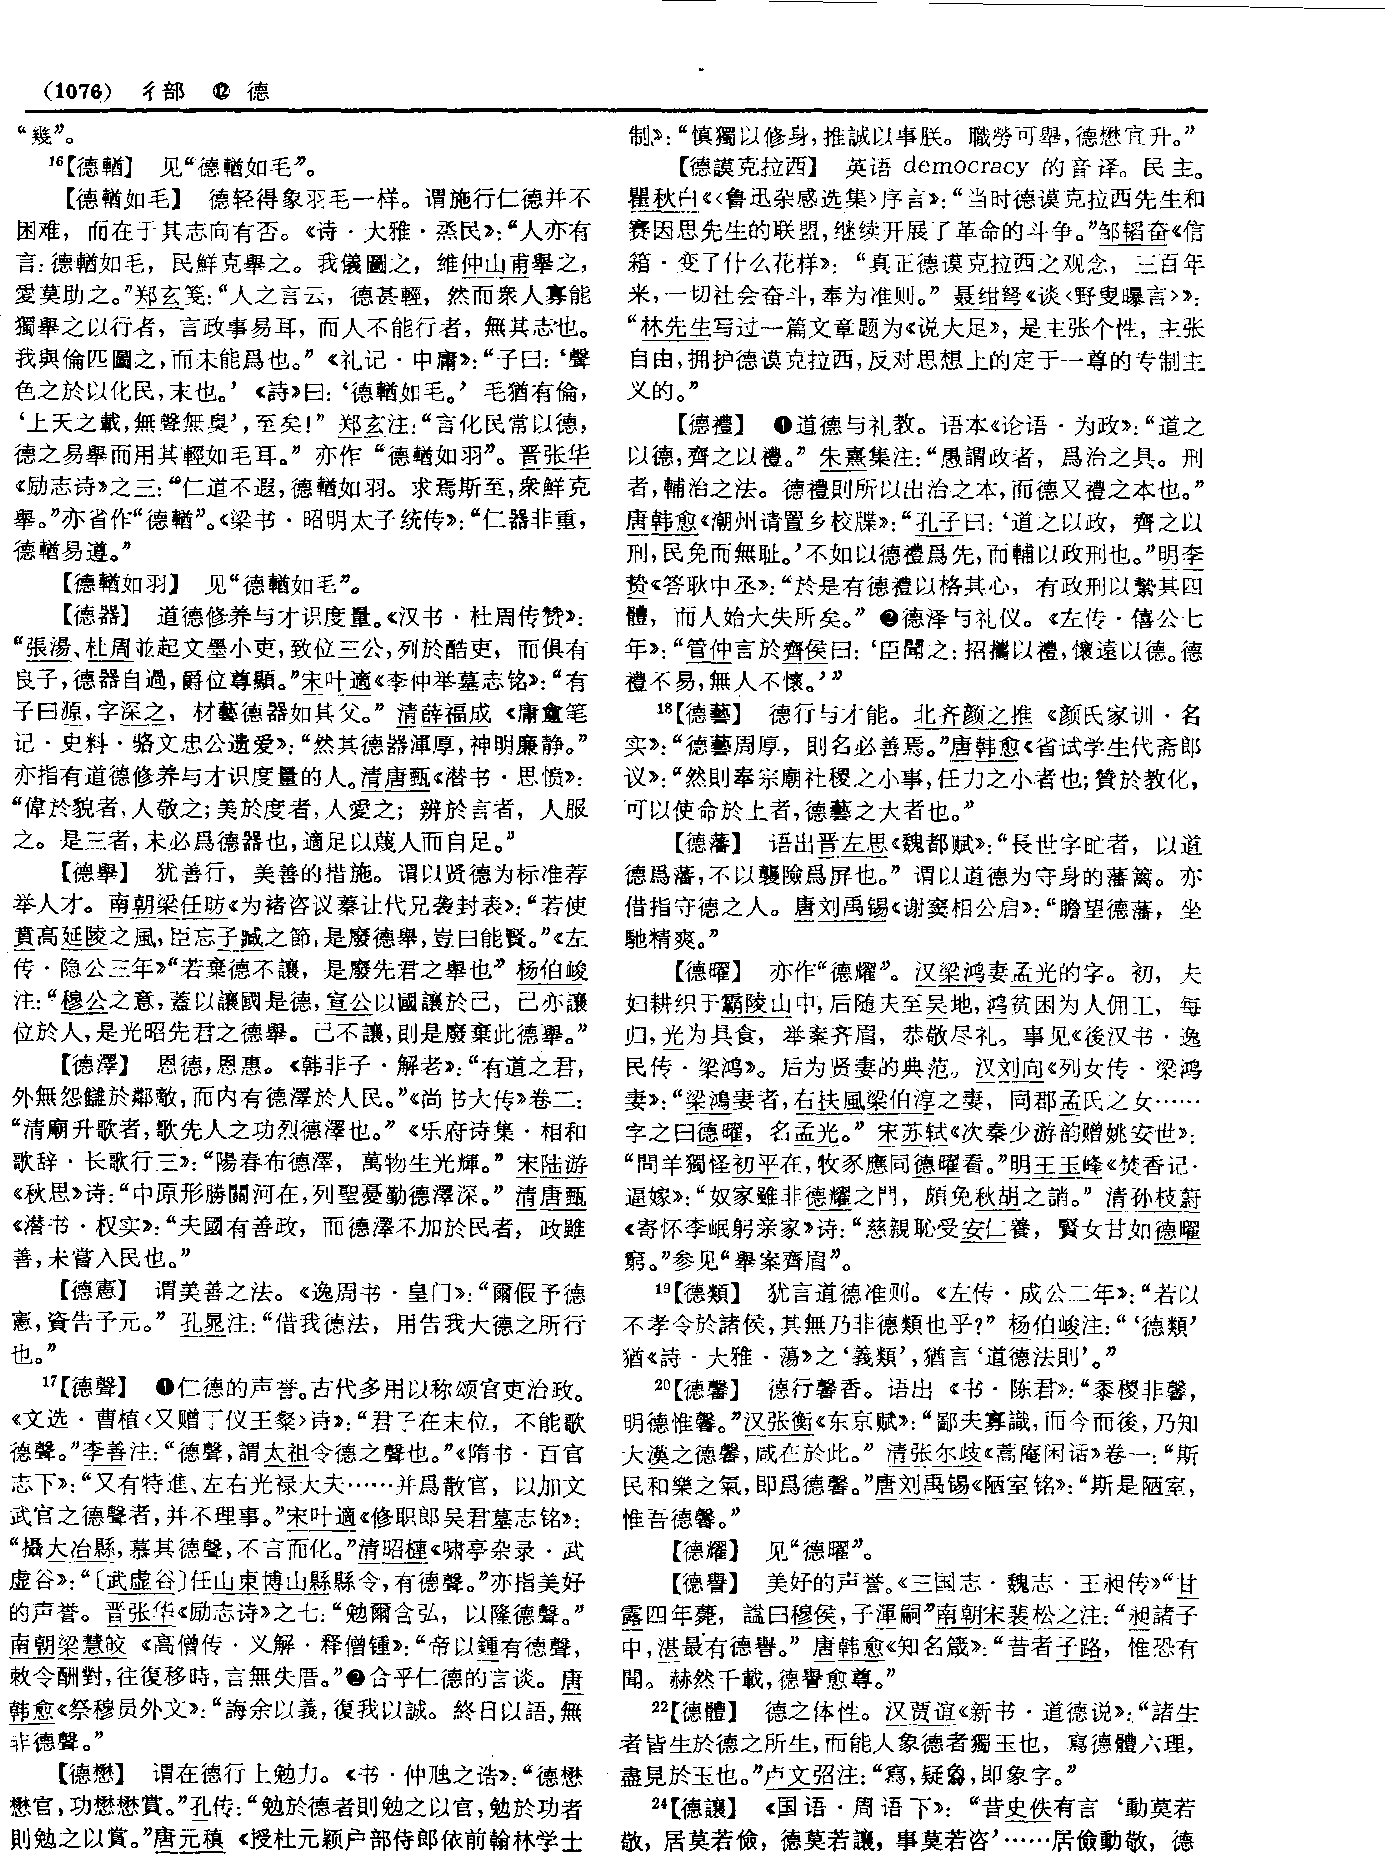 (1076) 彳部 ⑫ 德
“幾”。
16【德輶】 见“德輶如毛”。
【德輶如毛】 德轻得象羽毛一样。谓施行仁德并不
困难，而在于其志向有否。《诗·大雅·烝民》：“人亦有
言：德輶如毛，民鮮克舉之。我儀圖之，維仲山甫舉之，
愛莫助之。”郑玄笺：“人之言云，德甚輕，然而衆人寡能
獨舉之以行者，言政事易耳，而人不能行者，無其志也。
我與倫匹圖之，而未能爲也。”《礼记·中庸》：“子曰：‘聲
色之於以化民，末也。’《詩》曰：‘德輶如毛。’毛猶有倫，
‘上天之載，無聲無臭’，至矣！”郑玄注：“言化民常以德，
德之易舉而用其輕如毛耳。”亦作“德輶如羽”。晋张华
《励志诗》之三：“仁道不遐，德輶如羽。求焉斯至，衆鮮克
舉。”亦省作“德輶”。《梁书·昭明太子统传》：“仁器非重，
德輶易遵。”
【德輶如羽】 见“德輶如毛”。
【德器】 道德修养与才识度量。《汉书·杜周传赞》：
“張湯、杜周並起文墨小吏，致位三公，列於酷吏，而俱有
良子，德器自過，爵位尊顯。”宋叶適《李仲举墓志铭》：“有
子曰源，字深之，材藝德器如其父。”清薛福成《庸盦笔
记·史料·骆文忠公遗爱》：“然其德器渾厚，神明廉静。”
亦指有道德修养与才识度量的人。清唐甄《潜书·思愤》：
“偉於貌者，人敬之；美於度者，人愛之；辨於言者，人服
之。是三者，未必爲德器也，適足以蔑人而自足。”
【德舉】 犹善行，美善的措施。谓以贤德为标准荐
举人才。南朝梁任昉《为褚谘议蓁让代兄袭封表》：“若使
賁高延陵之風，臣忘子臧之節，是廢德舉，豈曰能賢。”《左
传·隐公三年》“若棄德不讓，是廢先君之舉也”杨伯峻
注：“穆公之意，蓋以讓國是德，宣公以國讓於己，己亦讓
位於人，是光昭先君之德舉。己不讓，則是廢棄此德舉。”
【德澤】 恩德，恩惠。《韩非子·解老》：“有道之君，
外無怨讎於鄰敵，而内有德澤於人民。”《尚书大传》卷二：
“清廟升歌者，歌先人之功烈德澤也。”《乐府诗集·相和
歌辞·长歌行三》：“陽春布德澤，萬物生光輝。”宋陆游
《秋思》诗：“中原形勝關河在，列聖憂勤德澤深。”清唐甄
《潜书·权实》：“夫國有善政，而德澤不加於民者，政雖
善，未嘗入民也。”
【德憲】 谓美善之法。《逸周书·皇门》：“爾假予德
憲，資告予元。”孔晁注：“借我德法，用告我大德之所行
也。”
17【德聲】 ❶仁德的声誉。古代多用以称颂官吏治政。
《文选·曹植〈又赠丁仪王粲〉诗》：“君子在末位，不能歌
德聲。”李善注：“德聲，謂太祖令德之聲也。”《隋书·百官
志下》：“又有特進、左右光禄大夫……并爲散官，以加文
武官之德聲者，并不理事。”宋叶適《修职郎吴君墓志铭》：
“攝大冶縣，慕其德聲，不言而化。”清昭槤《啸亭杂录·武
虚谷》：“〔武虚谷〕任山東博山縣縣令，有德聲。”亦指美好
的声誉。晋张华《励志诗》之七：“勉爾含弘，以隆德聲。”
南朝梁慧皎《高僧传·义解·释僧锺》：“帝以鍾有德聲，
敕令酬對，往復移時，言無失厝。”❷合乎仁德的言谈。唐
韩愈《祭穆员外文》：“誨余以義，復我以誠。終日以語，無
非德聲。”
【德懋】 谓在德行上勉力。《书·仲虺之诰》：“德懋
懋官，功懋懋賞。”孔传：“勉於德者則勉之以官，勉於功者
則勉之以賞。”唐元稹《授杜元颖户部侍郎依前翰林学士
制》：“慎獨以修身，推誠以事朕。職勞可舉，德懋宜升。”
【德謨克拉西】 英语 democracy 的音译。民主。
瞿秋白《〈鲁迅杂感选集〉序言》：“当时德谟克拉西先生和
赛因思先生的联盟，继续开展了革命的斗争。”邹韬奋《信
箱·变了什么花样》：“真正德谟克拉西之观念，三百年
来，一切社会奋斗，奉为准则。”聂绀弩《谈〈野叟曝言〉》：
“林先生写过一篇文章题为《说大足》，是主张个性，主张
自由，拥护德谟克拉西，反对思想上的定于一尊的专制主
义的。”
【德禮】 ❶道德与礼教。语本《论语·为政》：“道之
以德，齊之以禮。”朱熹集注：“愚謂政者，爲治之具。刑
者，輔治之法。德禮則所以出治之本，而德又禮之本也。”
唐韩愈《潮州请置乡校牒》：“孔子曰：‘道之以政，齊之以
刑，民免而無耻。’不如以德禮爲先，而輔以政刑也。”明李
贽《答耿中丞》：“於是有德禮以格其心，有政刑以縶其四
體，而人始大失所矣。”❷德泽与礼仪。《左传·僖公七
年》：“管仲言於齊侯曰：‘臣聞之：招攜以禮，懷遠以德。德
禮不易，無人不懷。’”
18【德藝】 德行与才能。北齐颜之推《颜氏家训·名
实》：“德藝周厚，則名必善焉。”唐韩愈《省试学生代斋郎
议》：“然則奉宗廟社稷之小事，任力之小者也；贊於教化，
可以使命於上者，德藝之大者也。”
【德藩】 语出晋左思《魏都赋》：“長世字甿者，以道
德爲藩，不以襲險爲屏也。”谓以道德为守身的藩篱。亦
借指守德之人。唐刘禹锡《谢窦相公启》：“瞻望德藩，坐
馳精爽。”
【德曜】 亦作“德耀”。汉梁鸿妻孟光的字。初，夫
妇耕织于霸陵山中，后随夫至吴地，鸿贫困为人佣工，每
归，光为具食，举案齐眉，恭敬尽礼。事见《後汉书·逸
民传·梁鸿》。后为贤妻的典范。汉刘向《列女传·梁鸿
妻》：“梁鴻妻者，右扶風梁伯淳之妻，同郡孟氏之女……
字之曰德曜，名孟光。”宋苏轼《次秦少游韵赠姚安世》：
“問羊獨怪初平在，牧豕應同德曜看。”明王玉峰《焚香记·
逼嫁》：“奴家雖非德耀之門，頗免秋胡之誚。”清孙枝蔚
《寄怀李岷躬亲家》诗：“慈親恥受安仁養，賢女甘如德曜
窮。”参见“舉案齊眉”。
19【德類】 犹言道德准则。《左传·成公二年》：“若以
不孝令於諸侯，其無乃非德類也乎？”杨伯峻注：“‘德類’
猶《詩·大雅·蕩》之‘義類’，猶言‘道德法則’。”
20【德馨】 德行馨香。语出《书·陈君》：“黍稷非馨，
明德惟馨。”汉张衡《东京赋》：“鄙夫寡識，而今而後，乃知
大漢之德馨，咸在於此。”清张尔歧《蒿庵闲话》卷一：“斯
民和樂之氣，即爲德馨。”唐刘禹锡《陋室铭》：“斯是陋室，
惟吾德馨。”
【德耀】 见“德曜”。
【德譽】 美好的声誉。《三国志·魏志·王昶传》“甘
露四年薨，謚曰穆侯，子渾嗣”南朝宋裴松之注：“昶諸子
中，湛最有德譽。”唐韩愈《知名箴》：“昔者子路，惟恐有
聞。赫然千載，德譽愈尊。”
22【德體】 德之体性。汉贾谊《新书·道德说》：“諸生
者皆生於德之所生，而能人象德者獨玉也，寫德體六理，
盡見於玉也。”卢文弨注：“寫，疑䑕，即象字。”
24【德讓】 《国语·周语下》：“昔史佚有言‘動莫若
敬，居莫若儉，德莫若讓，事莫若咨’……居儉動敬，德